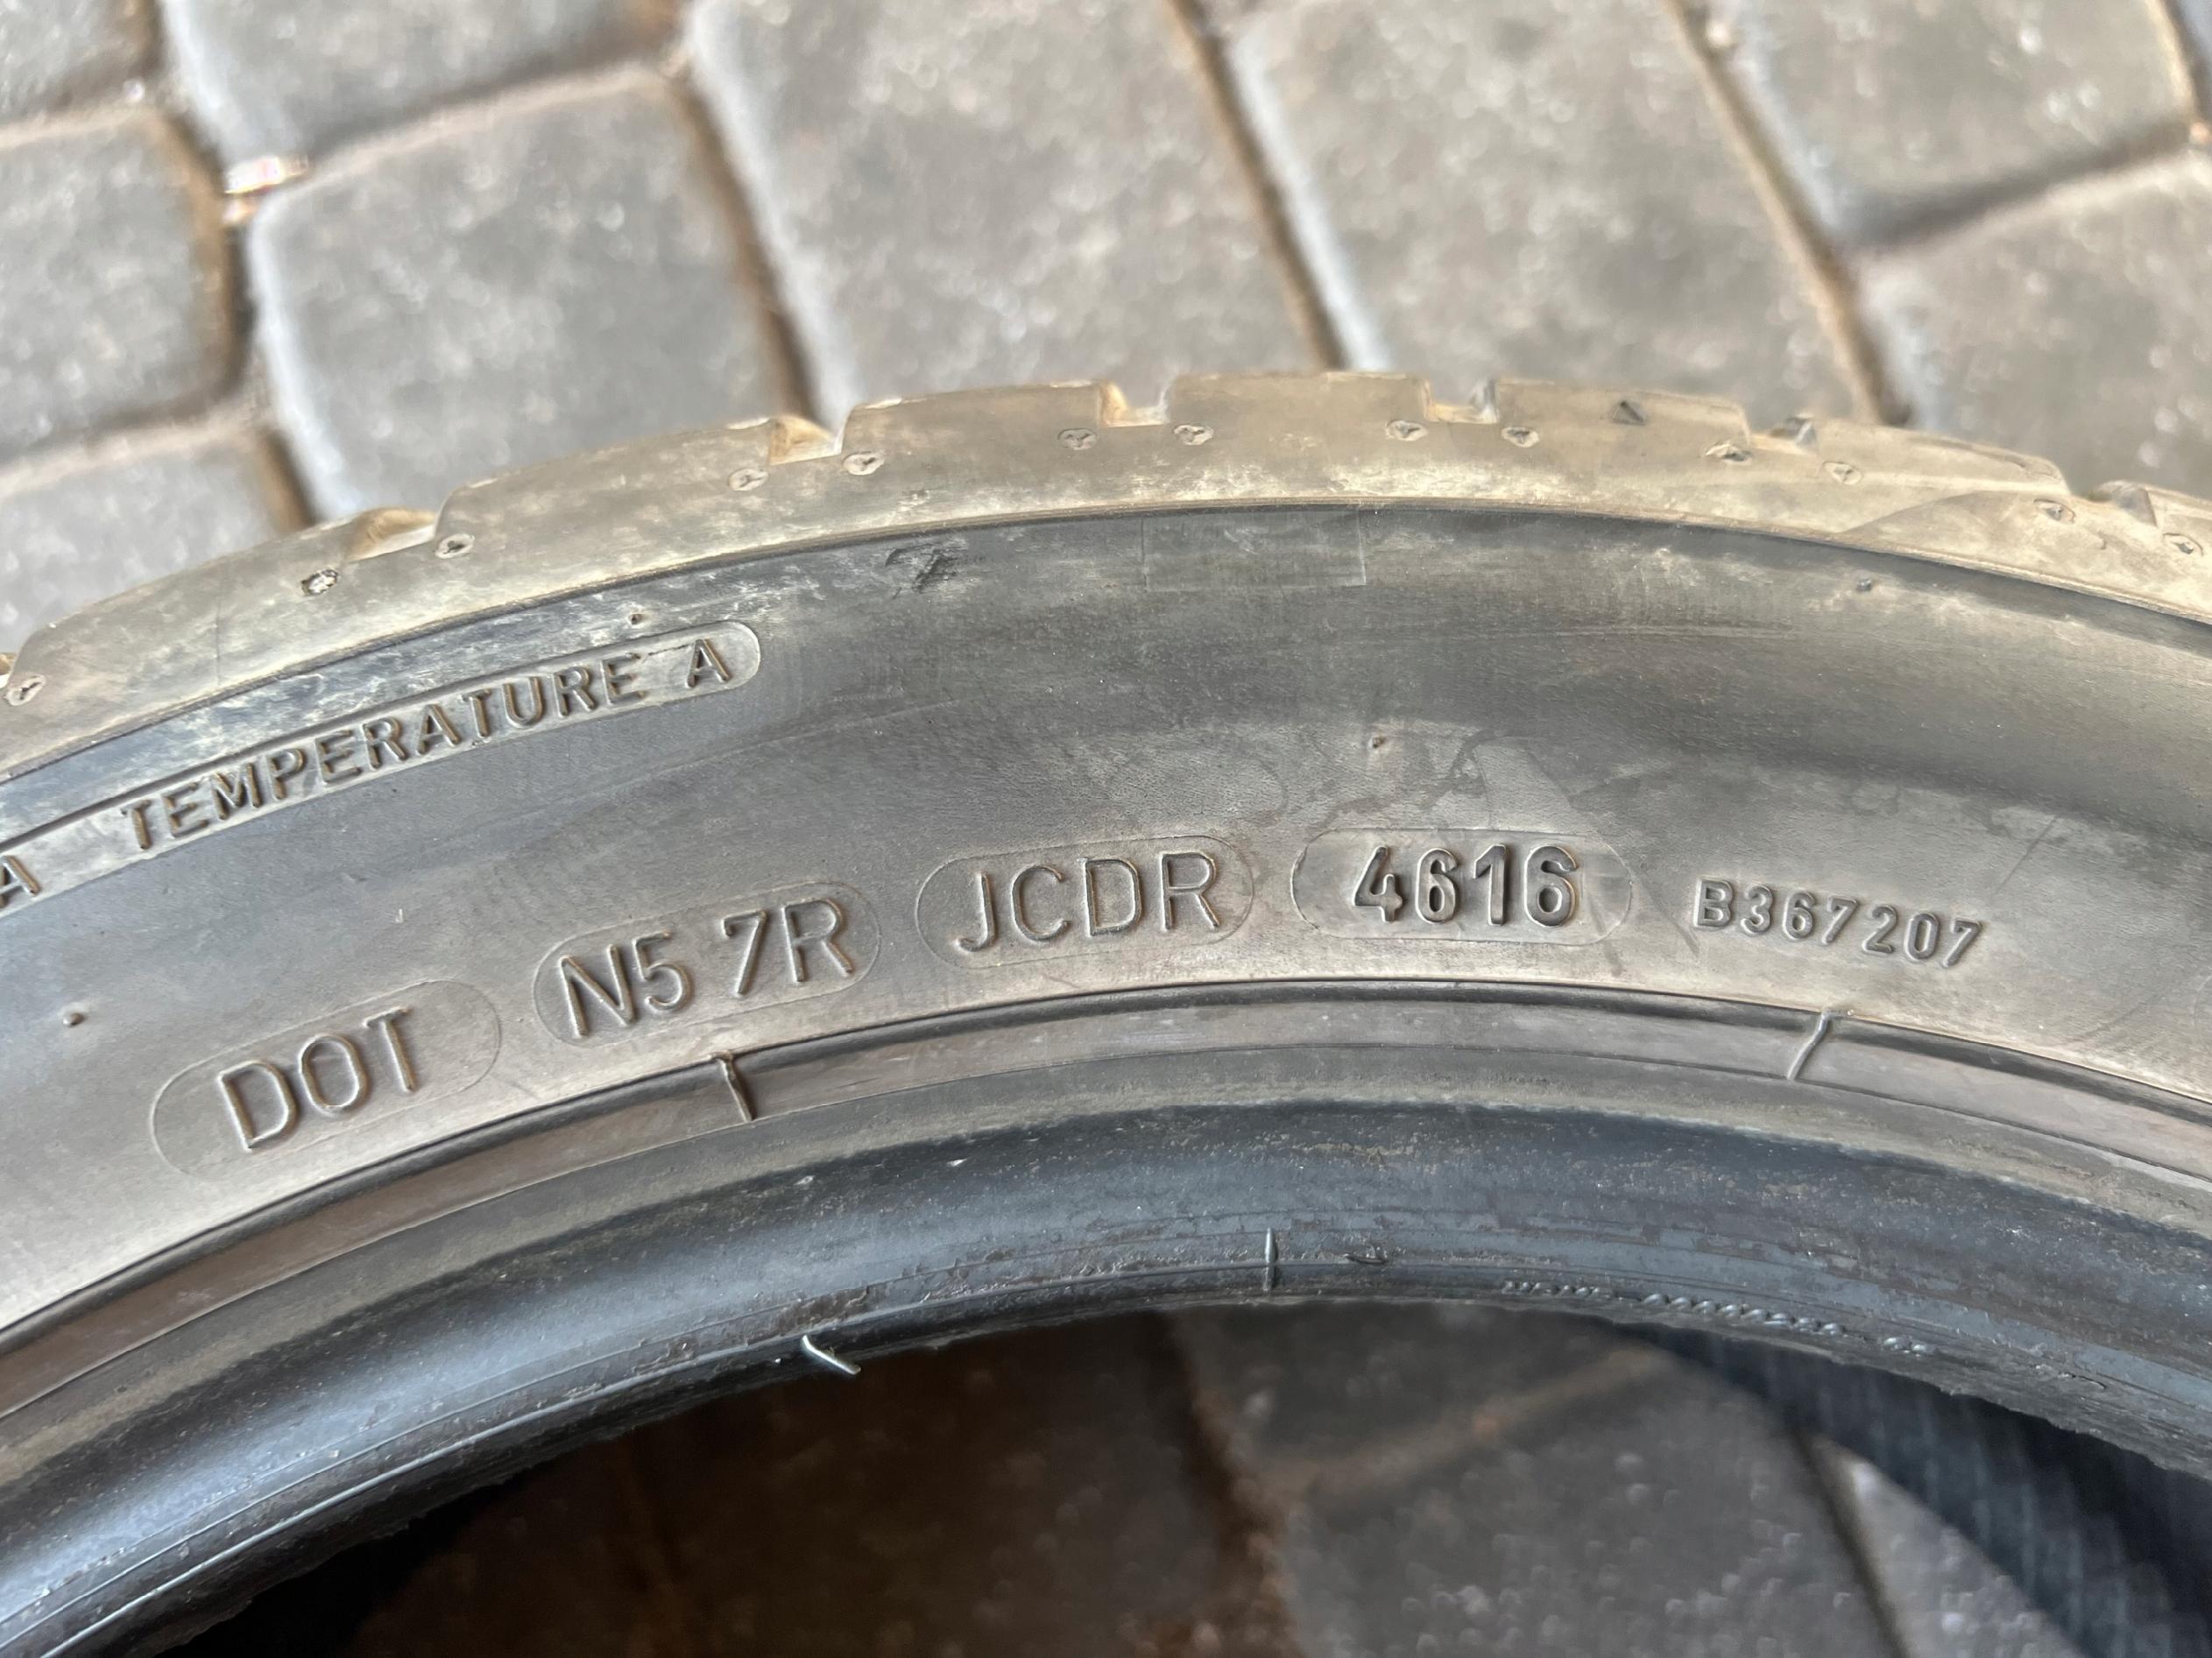 A TEMPERATURE A
DOT N5 7R JCDR 4616 B367207